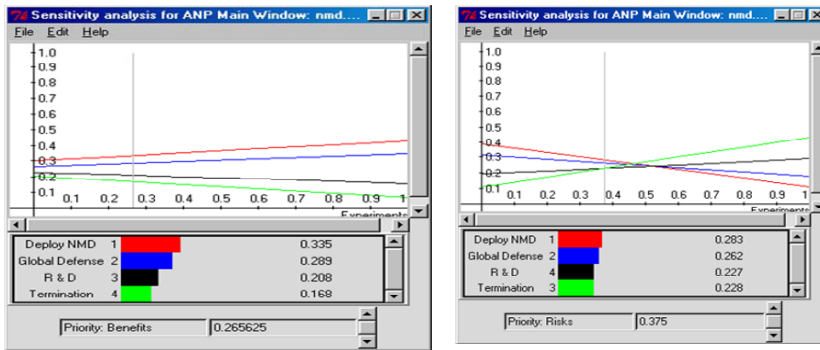 Sensitivity analysis for ANP Main Window: nmd....
File Edit Help
1.0
0.9
0.8
0.7
0.6
0.5
0.4
0.3
0.2
0.1
0.1 0.2 0.3 0.4 0.5 0.6 0.7 0.8 0.9 1
Experiments
Deploy NMD 1 0.335
Global Defense 2 0.289
R & D 3 0.208
Termination 4 0.168
Priority: Benefits 0.265625
Sensitivity analysis for ANP Main Window: nmd....
File Edit Help
1.0
0.9
0.8
0.7
0.6
0.5
0.4
0.3
0.2
0.1
0.1 0.2 0.3 0.4 0.5 0.6 0.7 0.8 0.9 1
Experiments
Deploy NMD 1 0.283
Global Defense 2 0.262
R & D 4 0.227
Termination 3 0.228
Priority: Risks 0.375